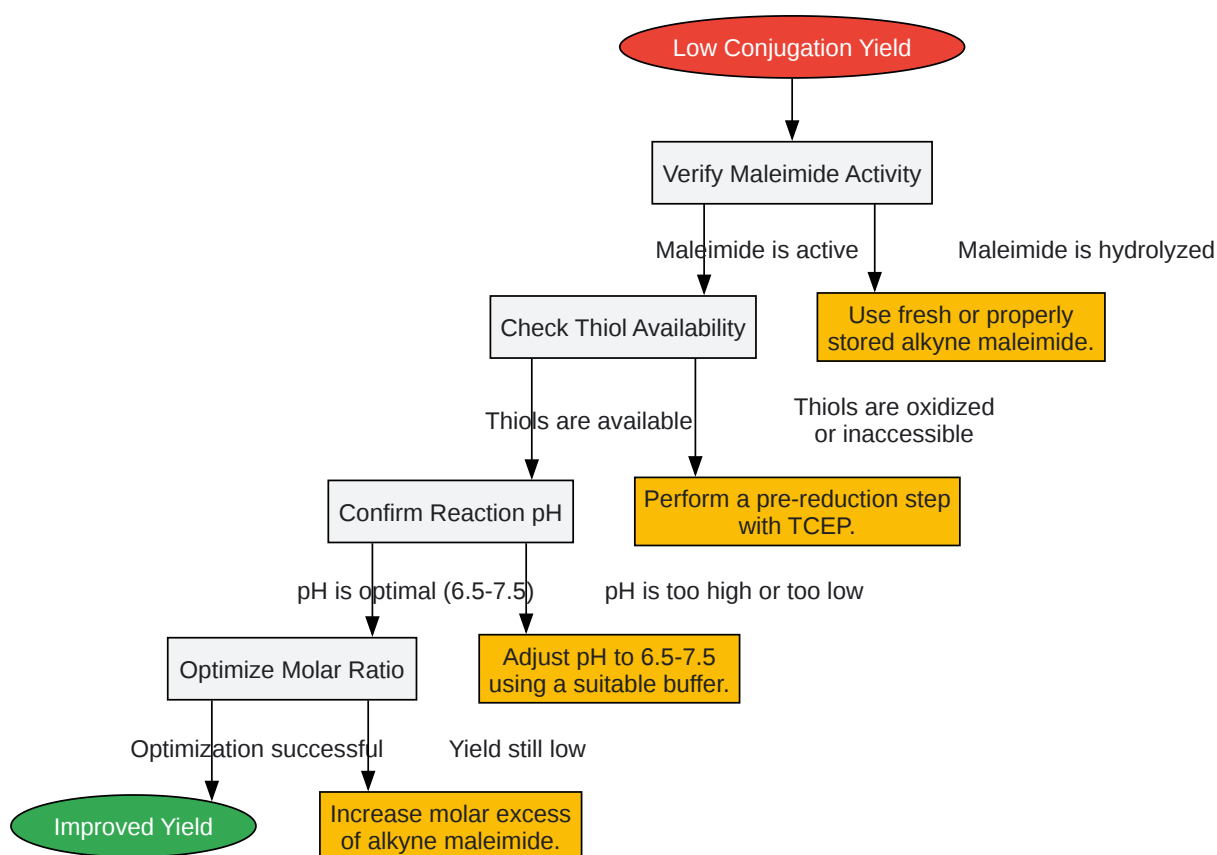 Low Conjugation Yield
Verify Maleimide Activity
Maleimide is active
Maleimide is hydrolyzed
Check Thiol Availability
Use fresh or properly
stored alkyne maleimide.
Thiols are available
Thiols are oxidized
or inaccessible
Confirm Reaction pH
Perform a pre-reduction step
with TCEP.
pH is optimal (6.5-7.5)
pH is too high or too low
Optimize Molar Ratio
Adjust pH to 6.5-7.5
using a suitable buffer.
Optimization successful
Yield still low
Improved Yield
Increase molar excess
of alkyne maleimide.